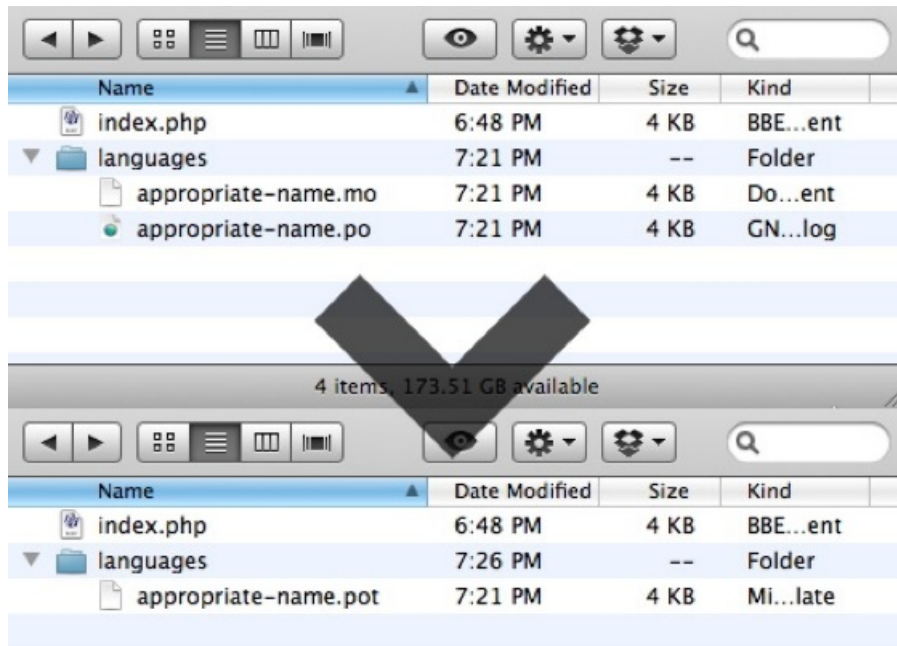 Name Date Modified Size Kind
index.php 6:48 PM 4 KB BBE...ent
languages 7:21 PM -- Folder
appropriate-name.mo 7:21 PM 4 KB Do...ent
appropriate-name.po 7:21 PM 4 KB GN...log
4 items, 173.51 GB available
Name Date Modified Size Kind
index.php 6:48 PM 4 KB BBE...ent
languages 7:26 PM -- Folder
appropriate-name.pot 7:21 PM 4 KB Mi...late